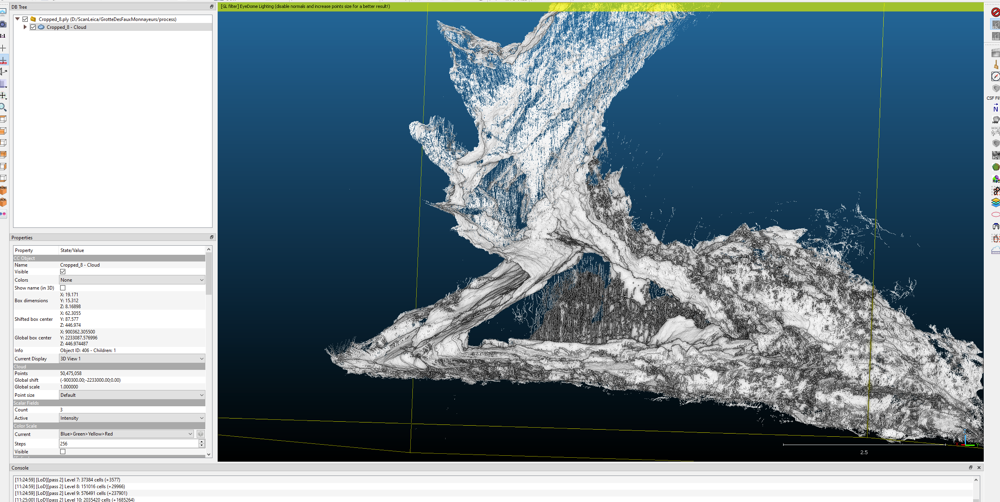 DB Tree
Cropped_8.ply (D:/ScanLeica/GrotteDesFauxMonnayeurs/process)
Cropped_8 - Cloud
[GL filter] EyeDome Lighting (disable normals and increase points size for a better result!)
1:1
auto
EDL
SSAO
CSF Fil
N
HPR
M3C2
PCV
2.5
X
Y
Properties
Property State/Value
CC Object
Name Cropped_8 - Cloud
Visible
Colors None
Show name (in 3D)
Box dimensions
X: 19.171
Y: 15.312
Z: 8.16898
Shifted box center
X: 62.3055
Y: 87.577
Z: 446.974
Global box center
X: 900362.305500
Y: 2233087.576996
Z: 446.974487
Info Object ID: 406 - Children: 1
Current Display 3D View 1
Cloud
Points 50,475,058
Global shift (-900300.00;-2233000.00;0.00)
Global scale 1.000000
Point size Default
Scalar Fields
Count 3
Active Intensity
Color Scale
Current Blue>Green>Yellow>Red
Steps 256
Visible
Console
[11:24:59] [LoD][pass 2] Level 7: 37384 cells (+3577)
[11:24:59] [LoD][pass 2] Level 8: 151016 cells (+29966)
[11:24:59] [LoD][pass 2] Level 9: 576491 cells (+237901)
[11:25:00] [LoD][pass 2] Level 10: 2035420 cells (+1685264)